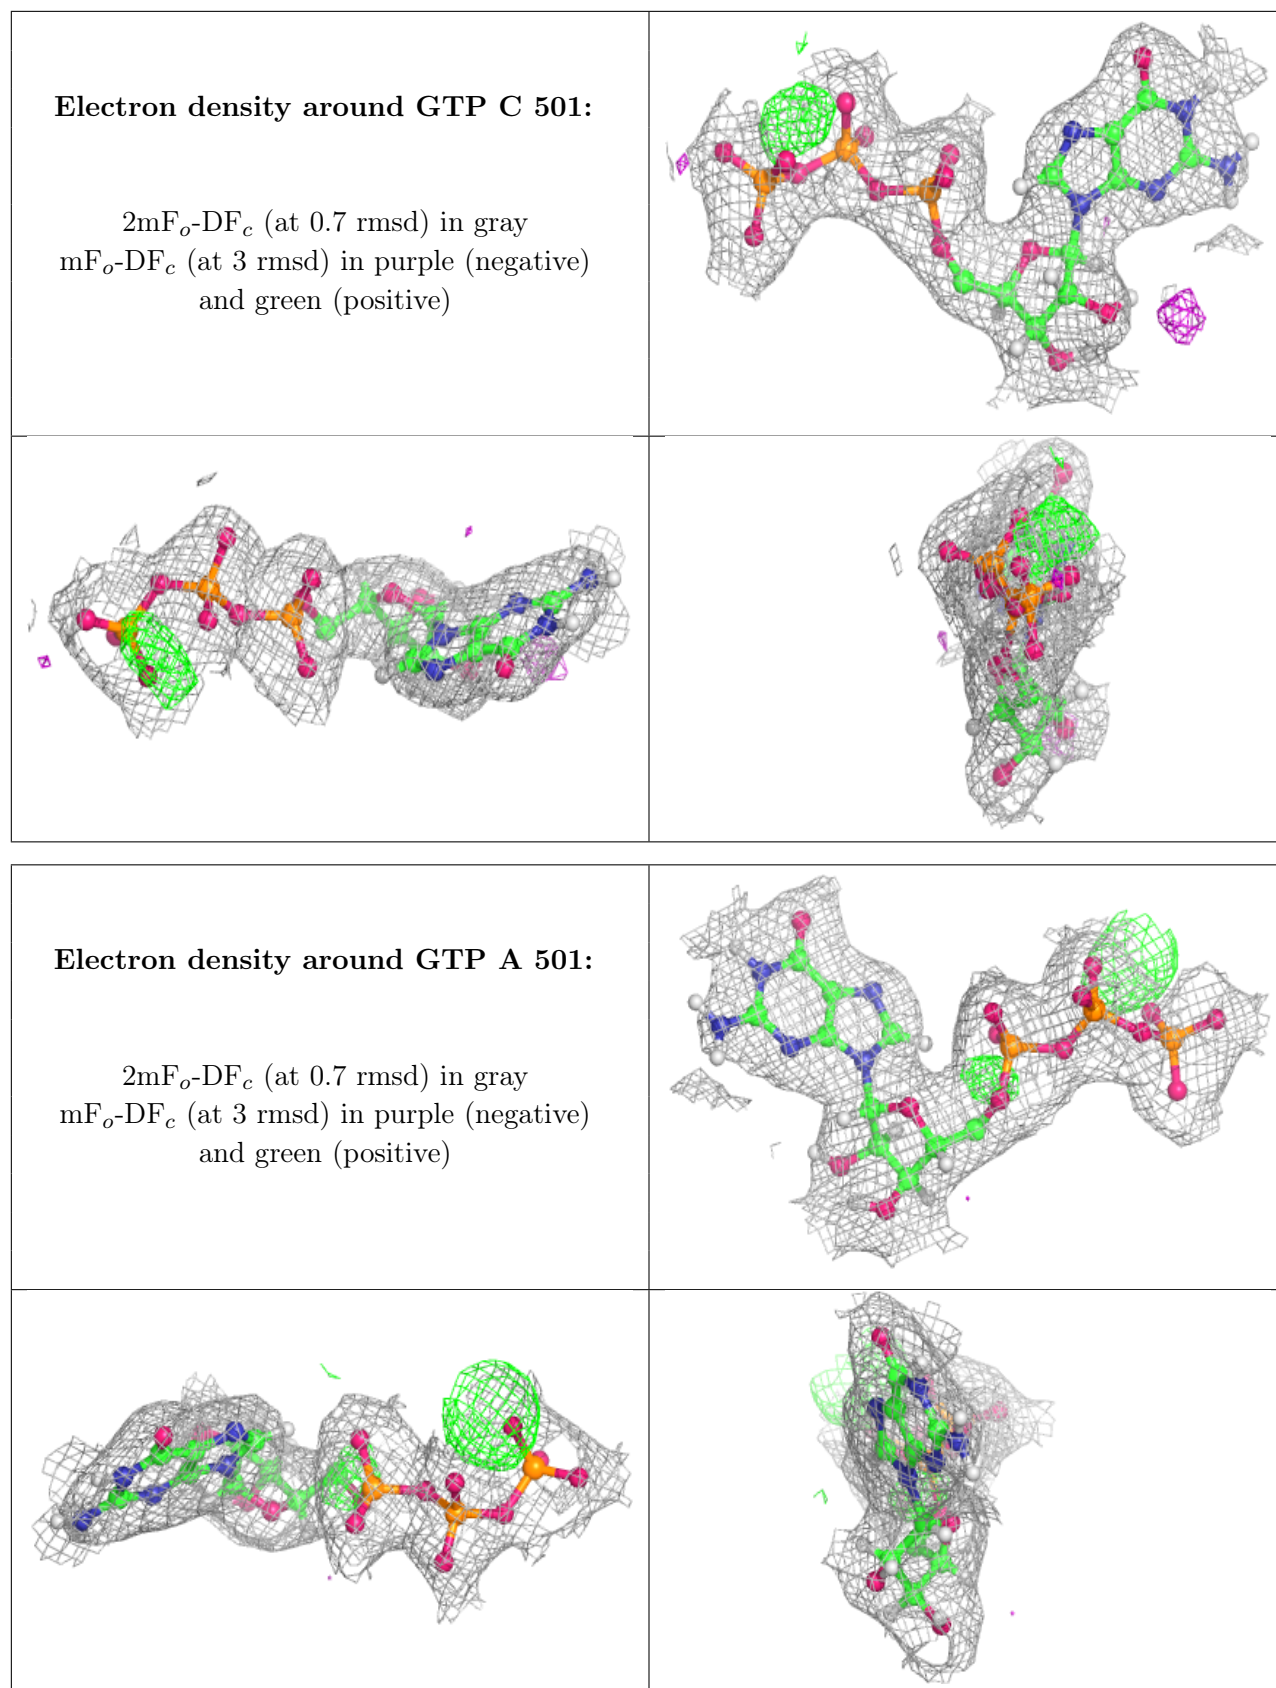 Electron density around GTP C 501:
2mFo-DFc (at 0.7 rmsd) in gray
mFo-DFc (at 3 rmsd) in purple (negative)
and green (positive)
Electron density around GTP A 501:
2mFo-DFc (at 0.7 rmsd) in gray
mFo-DFc (at 3 rmsd) in purple (negative)
and green (positive)